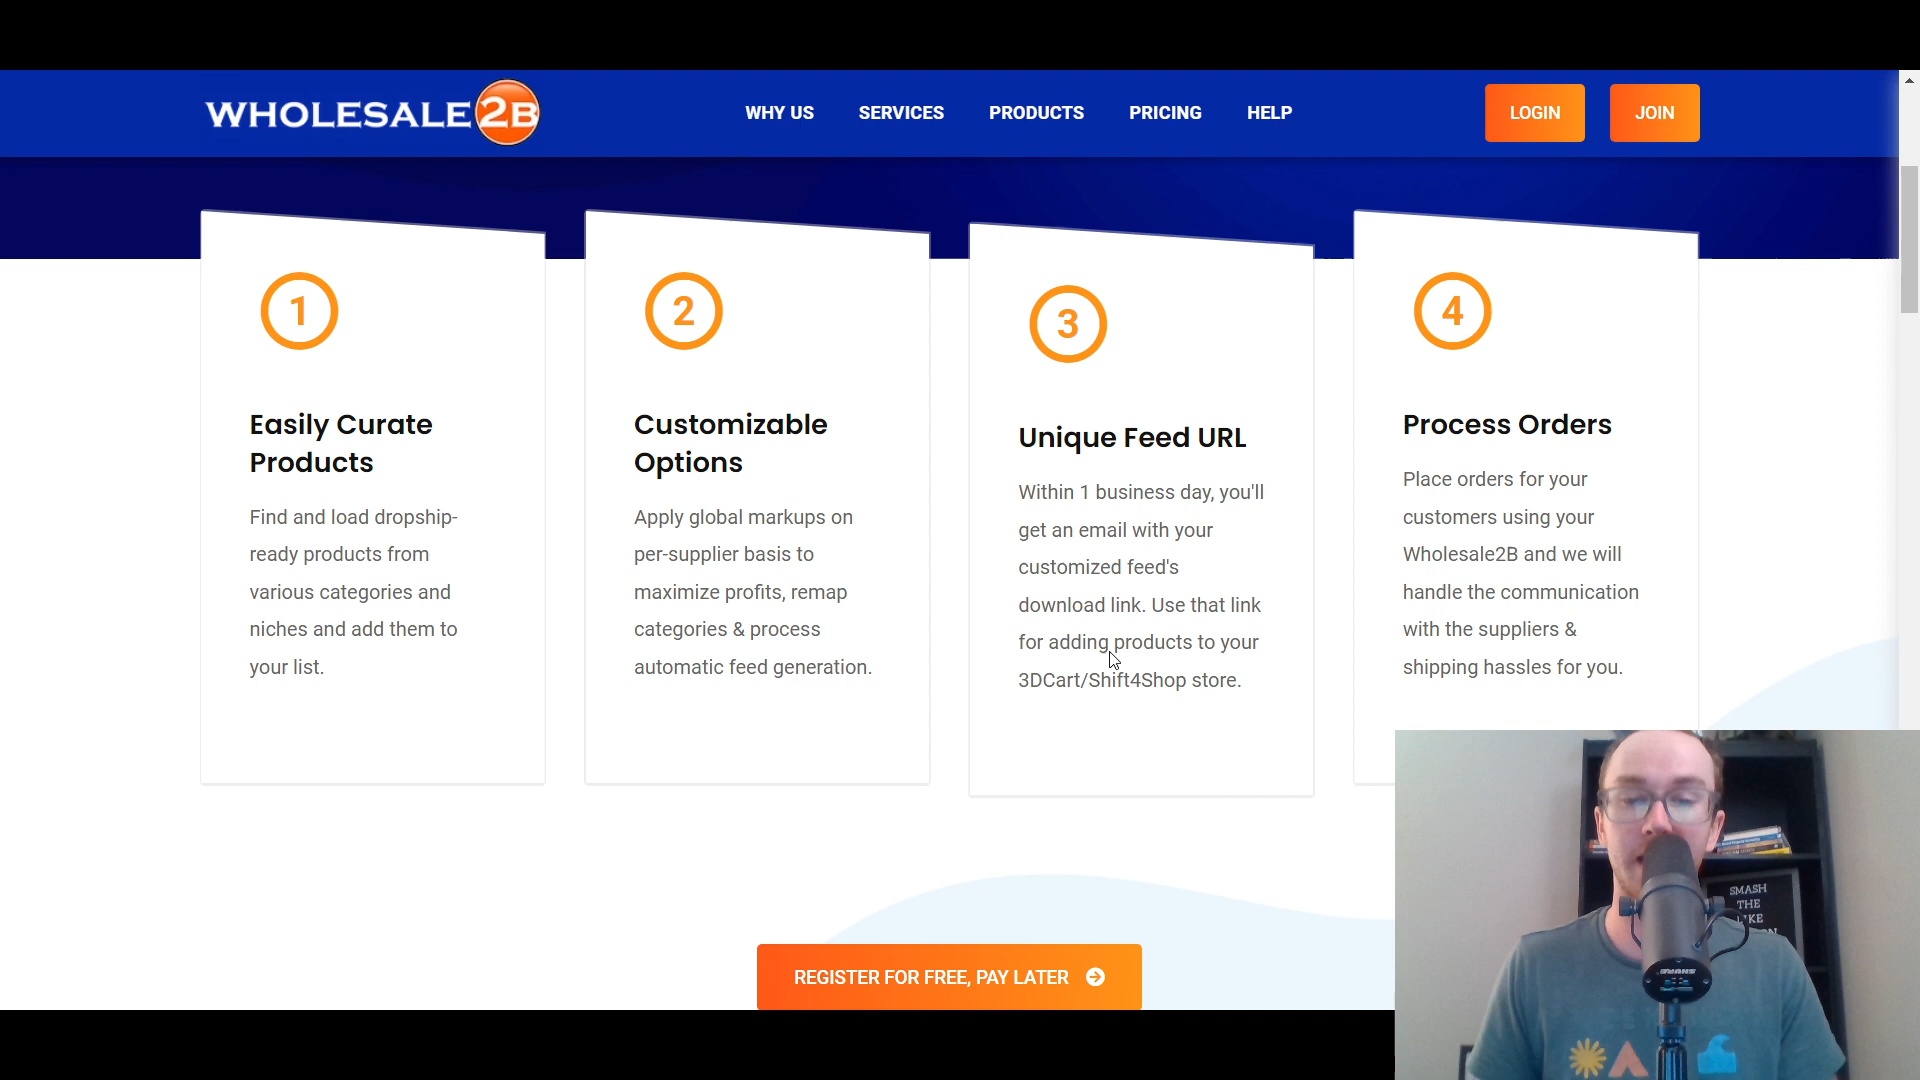 WHOLESALE2B
WHY US
SERVICES
PRODUCTS
PRICING
HELP
LOGIN
JOIN
1
Easily Curate
Products
Find and load dropship-
ready products from
various categories and
niches and add them to
your list.
2
Customizable
Options
Apply global markups on
per-supplier basis to
maximize profits, remap
categories & process
automatic feed generation.
3
Unique Feed URL
Within 1 business day, you'll
get an email with your
customized feed's
download link. Use that link
for adding products to your
3DCart/Shift4Shop store.
4
Process Orders
Place orders for your
customers using your
Wholesale2B and we will
handle the communication
with the suppliers &
shipping hassles for you.
REGISTER FOR FREE, PAY LATER
SMASH
THE
SHURE